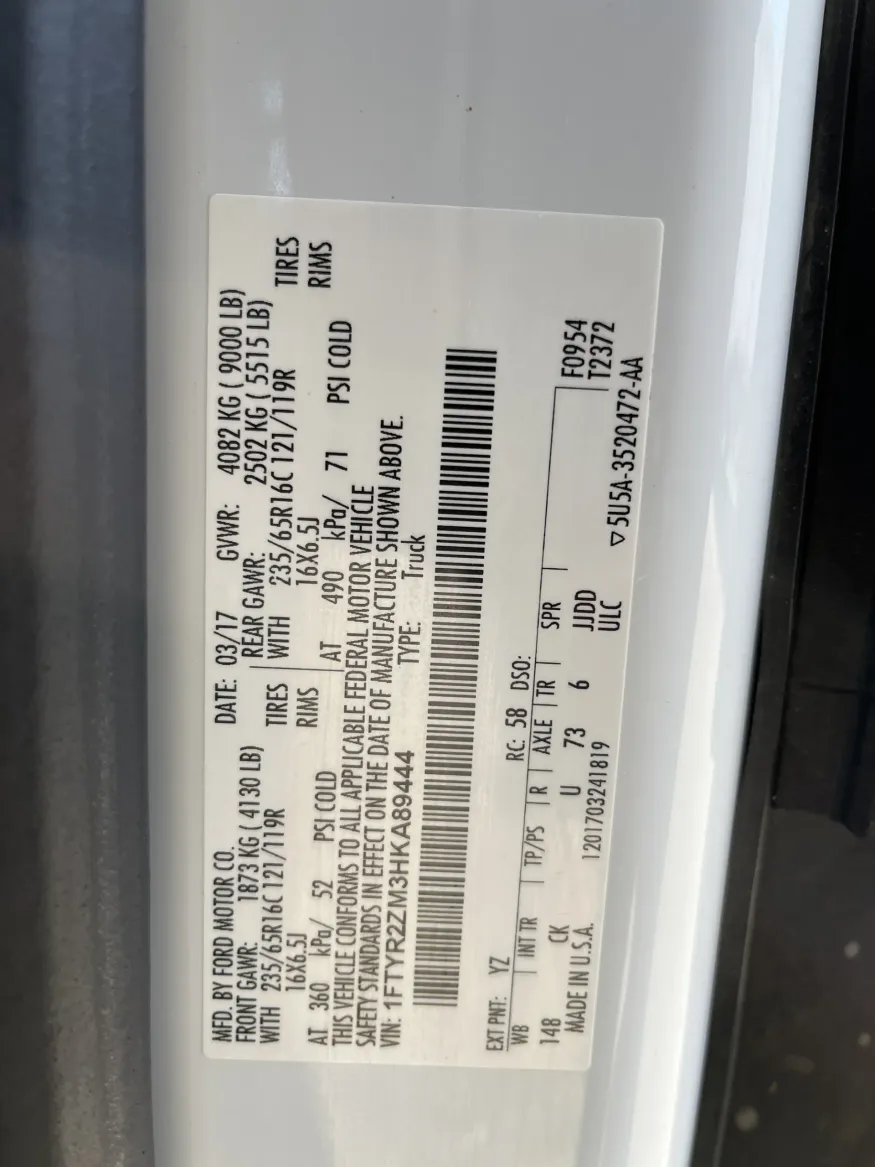 MFD. BY FORD MOTOR CO. DATE: 03/17 GVWR: 4082 KG ( 9000 LB)
FRONT GAWR: 1873 KG ( 4130 LB) REAR GAWR: 2502 KG ( 5515 LB)
WITH 235/65R16C 121/119R TIRES WITH 235/65R16C 121/119R TIRES
16X6.5J RIMS 16X6.5J RIMS
AT 360 kPa/ 52 PSI COLD AT 490 kPa/ 71 PSI COLD
THIS VEHICLE CONFORMS TO ALL APPLICABLE FEDERAL MOTOR VEHICLE
SAFETY STANDARDS IN EFFECT ON THE DATE OF MANUFACTURE SHOWN ABOVE.
VIN: 1FTYR2ZM3HKA89444 TYPE: Truck
EXT PNT: YZ RC: 58 DSO:
WB INT TR TP/PS R AXLE TR SPR
148 CK U 73 6 JJDD F0954
ULC T2372
MADE IN U.S.A. 1201703241819 ▽5U5A-3520472-AA